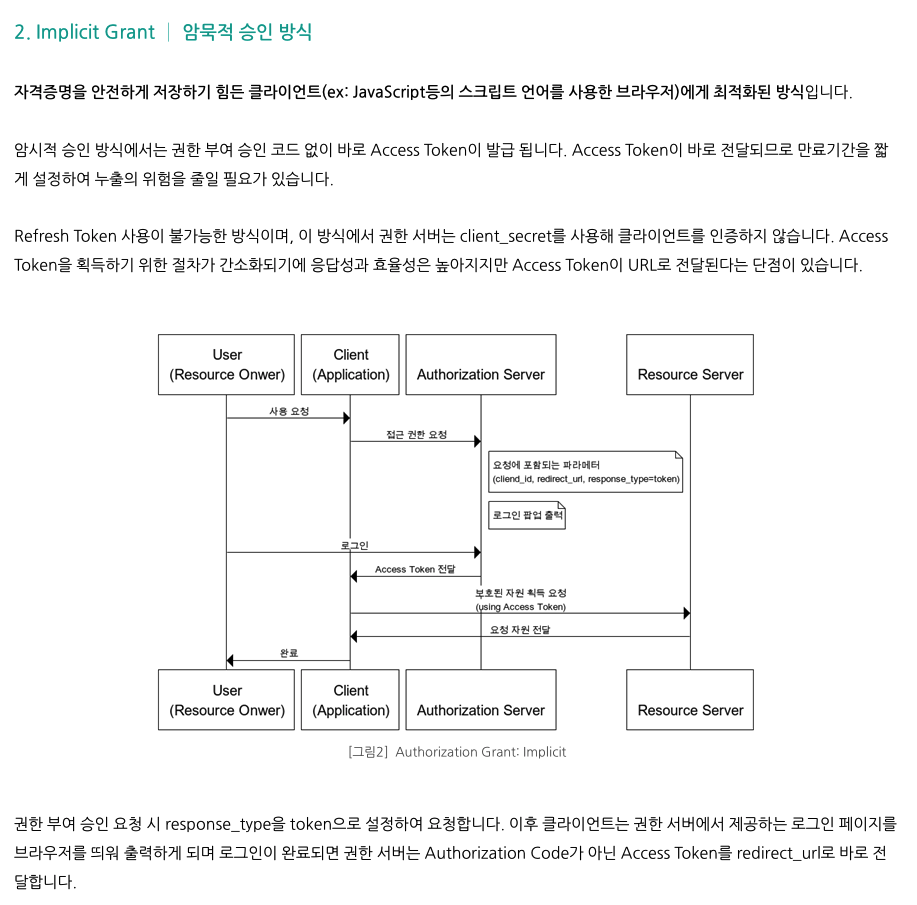 2. Implicit Grant │ 암묵적 승인 방식
자격증명을 안전하게 저장하기 힘든 클라이언트(ex: JavaScript등의 스크립트 언어를 사용한 브라우저)에게 최적화된 방식입니다.
암시적 승인 방식에서는 권한 부여 승인 코드 없이 바로 Access Token이 발급 됩니다. Access Token이 바로 전달되므로 만료기간을 짧
게 설정하여 누출의 위험을 줄일 필요가 있습니다.
Refresh Token 사용이 불가능한 방식이며, 이 방식에서 권한 서버는 client_secret를 사용해 클라이언트를 인증하지 않습니다. Access
Token을 획득하기 위한 절차가 간소화되기에 응답성과 효율성은 높아지지만 Access Token이 URL로 전달된다는 단점이 있습니다.
User
(Resource Onwer)
Client
(Application)
Authorization Server
Resource Server
사용 요청
접근 권한 요청
요청에 포함되는 파라메터
(cliend_id, redirect_url, response_type=token)
로그인 팝업 출력
로그인
Access Token 전달
보호된 자원 획득 요청
(using Access Token)
요청 자원 전달
완료
User
(Resource Onwer)
Client
(Application)
Authorization Server
Resource Server
[그림2] Authorization Grant: Implicit
권한 부여 승인 요청 시 response_type을 token으로 설정하여 요청합니다. 이후 클라이언트는 권한 서버에서 제공하는 로그인 페이지를
브라우저를 띄워 출력하게 되며 로그인이 완료되면 권한 서버는 Authorization Code가 아닌 Access Token를 redirect_url로 바로 전
달합니다.